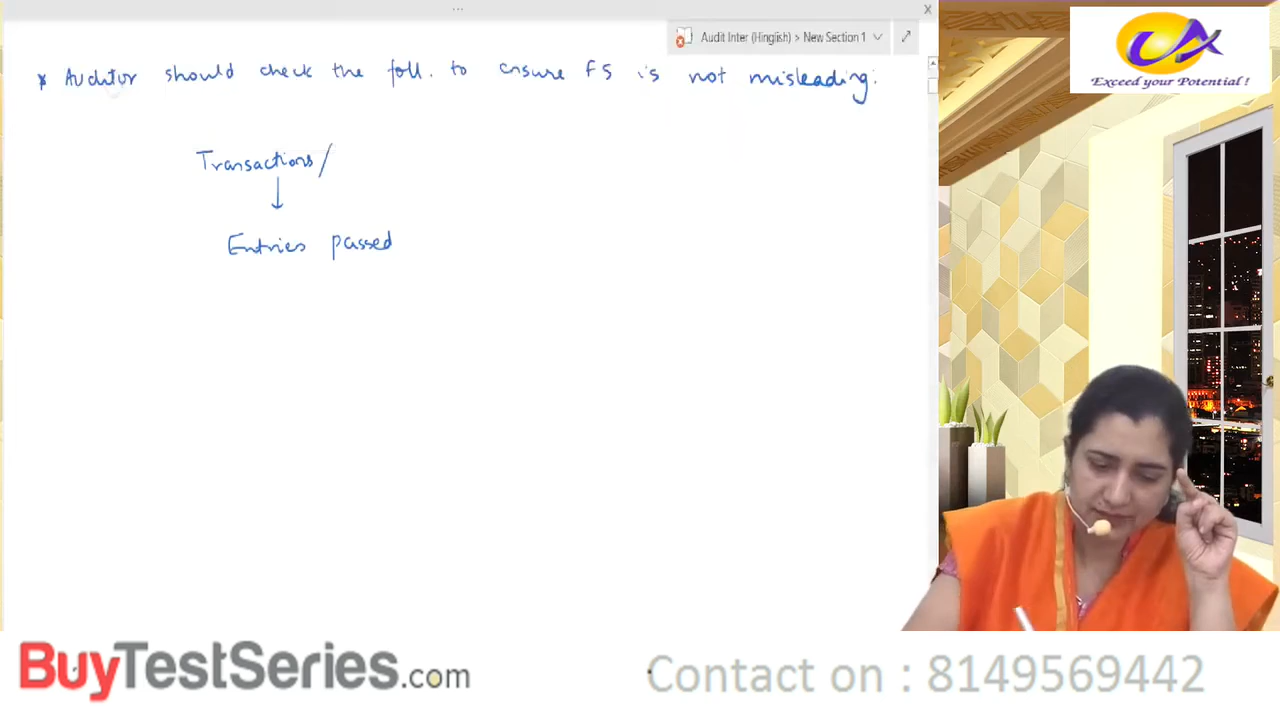 Audit Inter (Hinglish) > New Section 1
Exceed your Potential !
* Auditor should check the foll. to ensure FS is not misleading:
Transactions/
↓
Entries passed
BuyTestSeries.com
Contact on : 8149569442